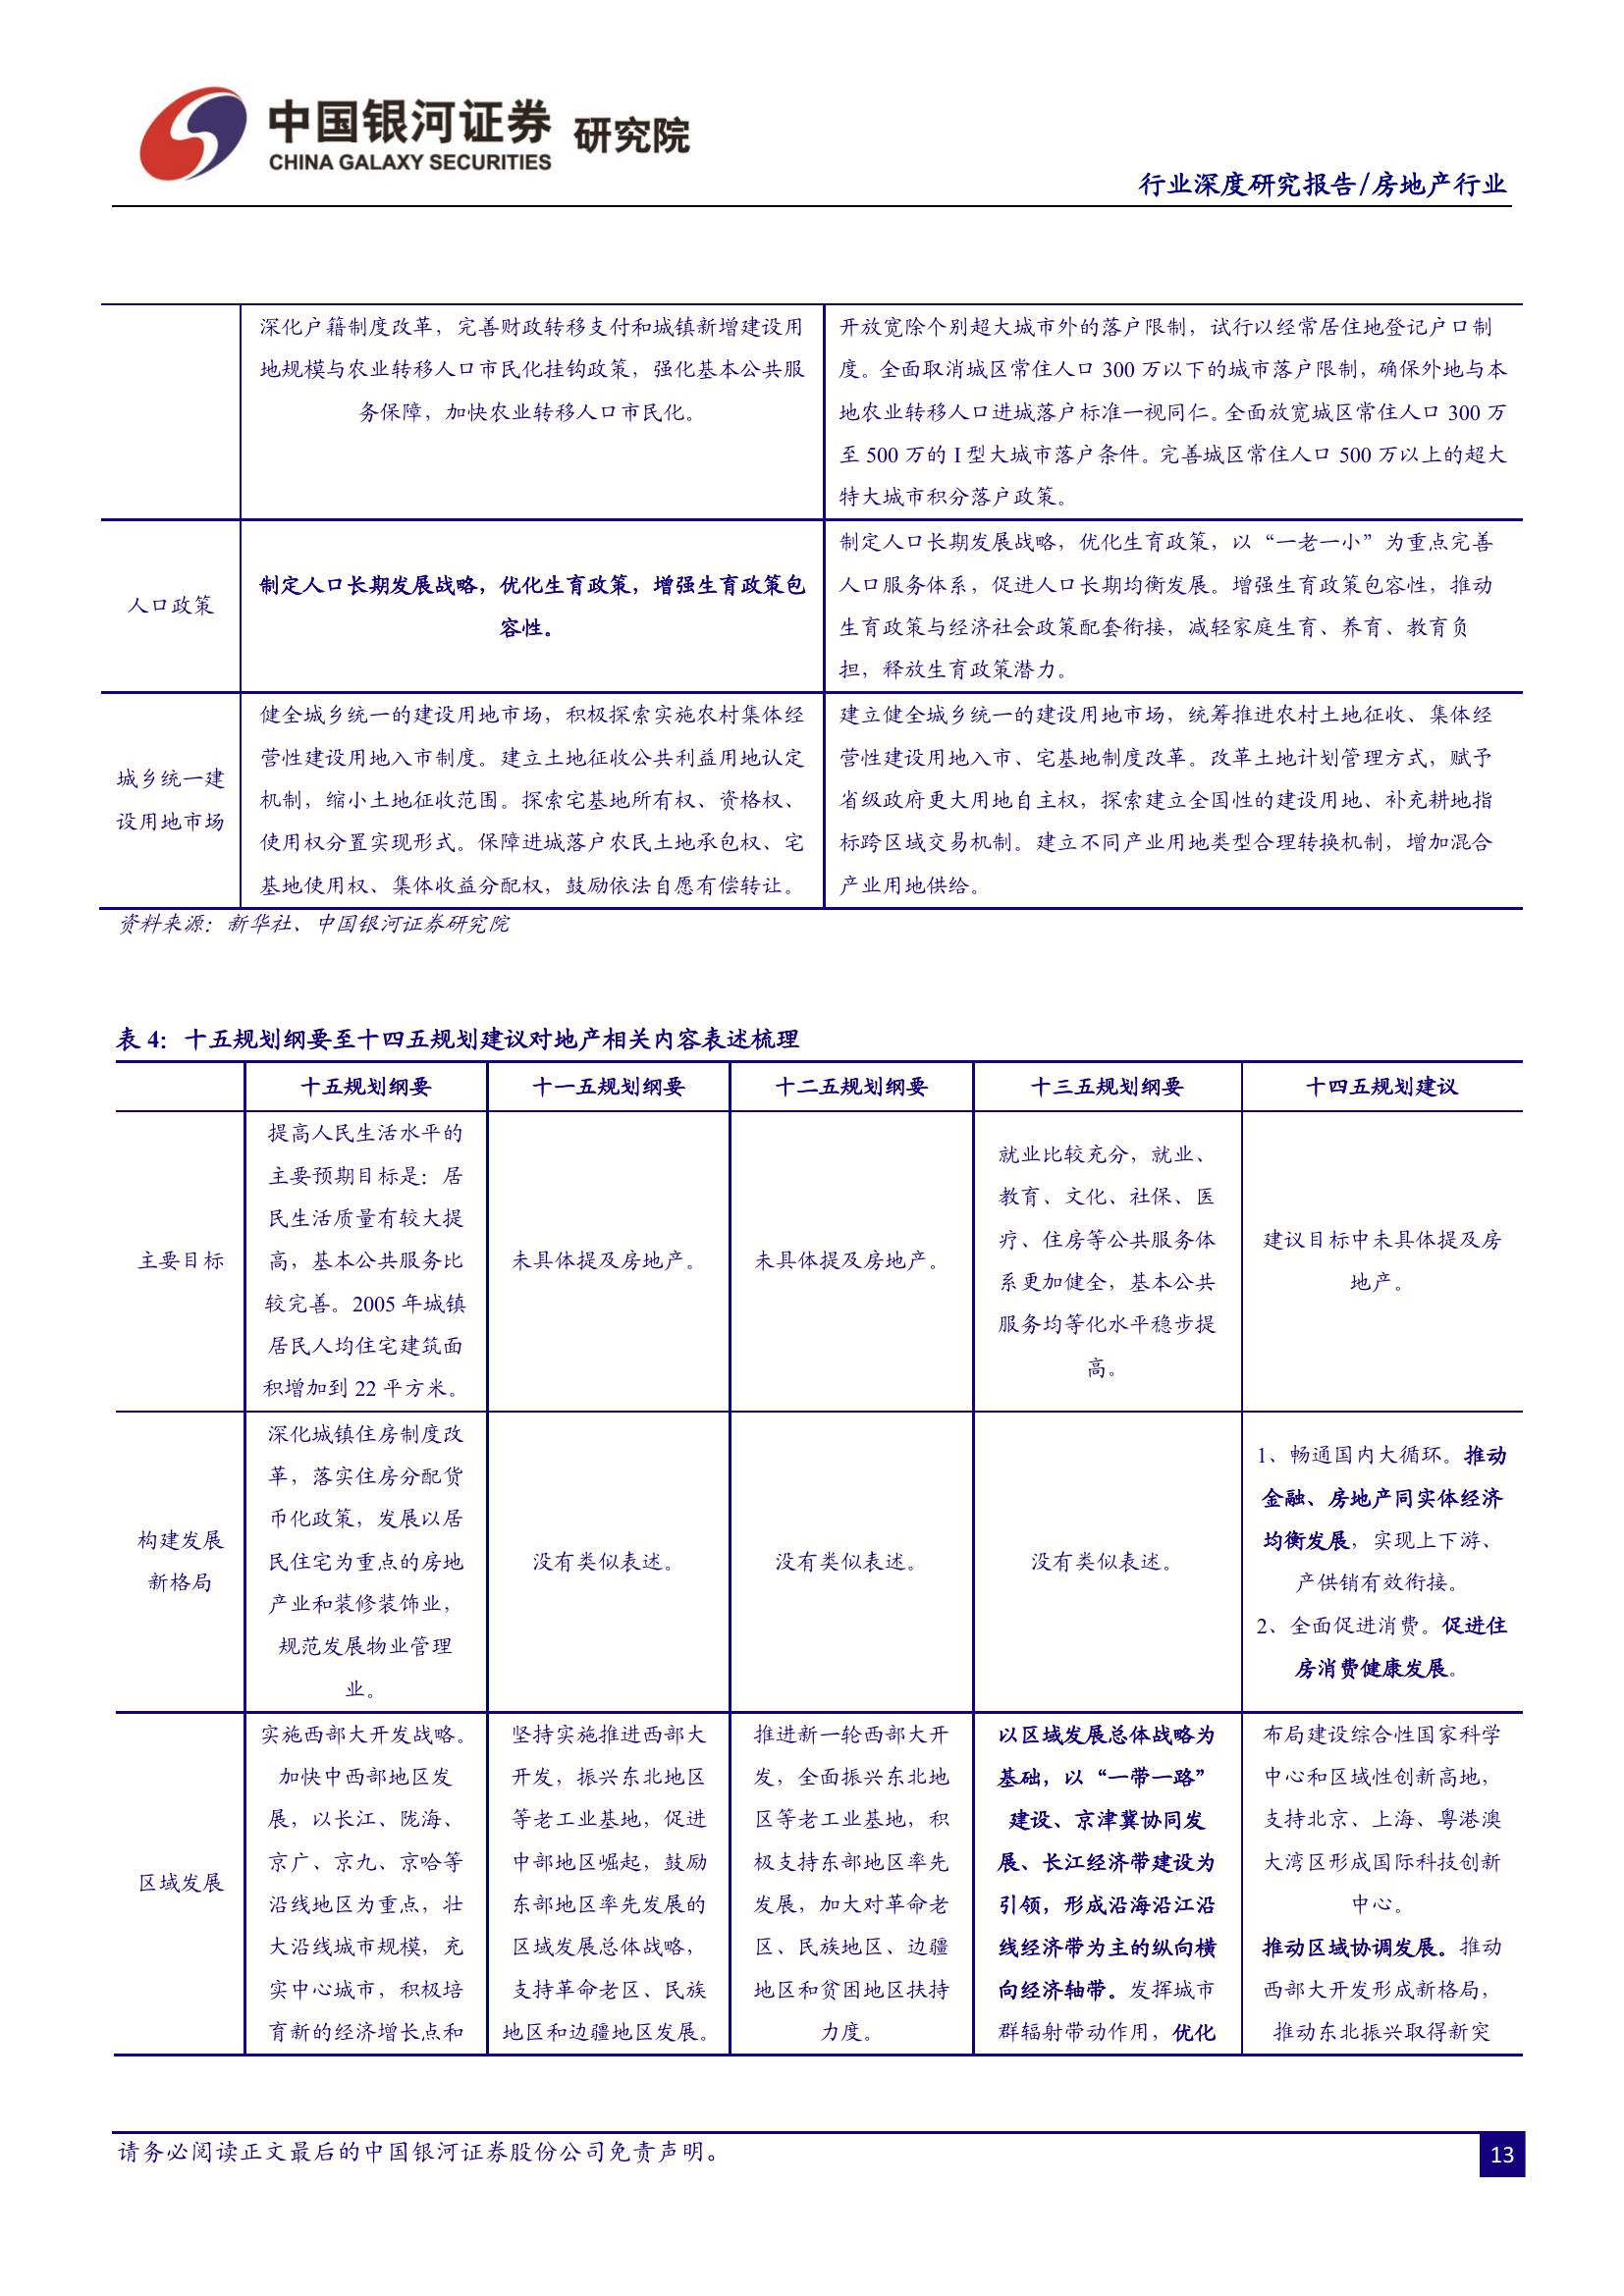 中国银河证券 研究院
CHINA GALAXY SECURITIES
行业深度研究报告/房地产行业
深化户籍制度改革，完善财政转移支付和城镇新增建设用
地规模与农业转移人口市民化挂钩政策，强化基本公共服
务保障，加快农业转移人口市民化。
开放宽除个别超大城市外的落户限制，试行以经常居住地登记户口制
度。全面取消城区常住人口 300 万以下的城市落户限制，确保外地与本
地农业转移人口进城落户标准一视同仁。全面放宽城区常住人口 300 万
至 500 万的 I 型大城市落户条件。完善城区常住人口 500 万以上的超大
特大城市积分落户政策。
人口政策
制定人口长期发展战略，优化生育政策，增强生育政策包
容性。
制定人口长期发展战略，优化生育政策，以“一老一小”为重点完善
人口服务体系，促进人口长期均衡发展。增强生育政策包容性，推动
生育政策与经济社会政策配套衔接，减轻家庭生育、养育、教育负
担，释放生育政策潜力。
城乡统一建
设用地市场
健全城乡统一的建设用地市场，积极探索实施农村集体经
营性建设用地入市制度。建立土地征收公共利益用地认定
机制，缩小土地征收范围。探索宅基地所有权、资格权、
使用权分置实现形式。保障进城落户农民土地承包权、宅
基地使用权、集体收益分配权，鼓励依法自愿有偿转让。
建立健全城乡统一的建设用地市场，统筹推进农村土地征收、集体经
营性建设用地入市、宅基地制度改革。改革土地计划管理方式，赋予
省级政府更大用地自主权，探索建立全国性的建设用地、补充耕地指
标跨区域交易机制。建立不同产业用地类型合理转换机制，增加混合
产业用地供给。
资料来源：新华社、中国银河证券研究院
表 4：十五规划纲要至十四五规划建议对地产相关内容表述梳理
十五规划纲要
十一五规划纲要
十二五规划纲要
十三五规划纲要
十四五规划建议
主要目标
提高人民生活水平的
主要预期目标是：居
民生活质量有较大提
高，基本公共服务比
较完善。2005 年城镇
居民人均住宅建筑面
积增加到 22 平方米。
未具体提及房地产。
未具体提及房地产。
就业比较充分，就业、
教育、文化、社保、医
疗、住房等公共服务体
系更加健全，基本公共
服务均等化水平稳步提
高。
建议目标中未具体提及房
地产。
构建发展
新格局
深化城镇住房制度改
革，落实住房分配货
币化政策，发展以居
民住宅为重点的房地
产业和装修装饰业，
规范发展物业管理
业。
没有类似表述。
没有类似表述。
没有类似表述。
1、畅通国内大循环。推动
金融、房地产同实体经济
均衡发展，实现上下游、
产供销有效衔接。
2、全面促进消费。促进住
房消费健康发展。
区域发展
实施西部大开发战略。
加快中西部地区发
展，以长江、陇海、
京广、京九、京哈等
沿线地区为重点，壮
大沿线城市规模，充
实中心城市，积极培
育新的经济增长点和
坚持实施推进西部大
开发，振兴东北地区
等老工业基地，促进
中部地区崛起，鼓励
东部地区率先发展的
区域发展总体战略，
支持革命老区、民族
地区和边疆地区发展。
推进新一轮西部大开
发，全面振兴东北地
区等老工业基地，积
极支持东部地区率先
发展，加大对革命老
区、民族地区、边疆
地区和贫困地区扶持
力度。
以区域发展总体战略为
基础，以“一带一路”
建设、京津冀协同发
展、长江经济带建设为
引领，形成沿海沿江沿
线经济带为主的纵向横
向经济轴带。发挥城市
群辐射带动作用，优化
布局建设综合性国家科学
中心和区域性创新高地，
支持北京、上海、粤港澳
大湾区形成国际科技创新
中心。
推动区域协调发展。推动
西部大开发形成新格局，
推动东北振兴取得新突
请务必阅读正文最后的中国银河证券股份公司免责声明。
13